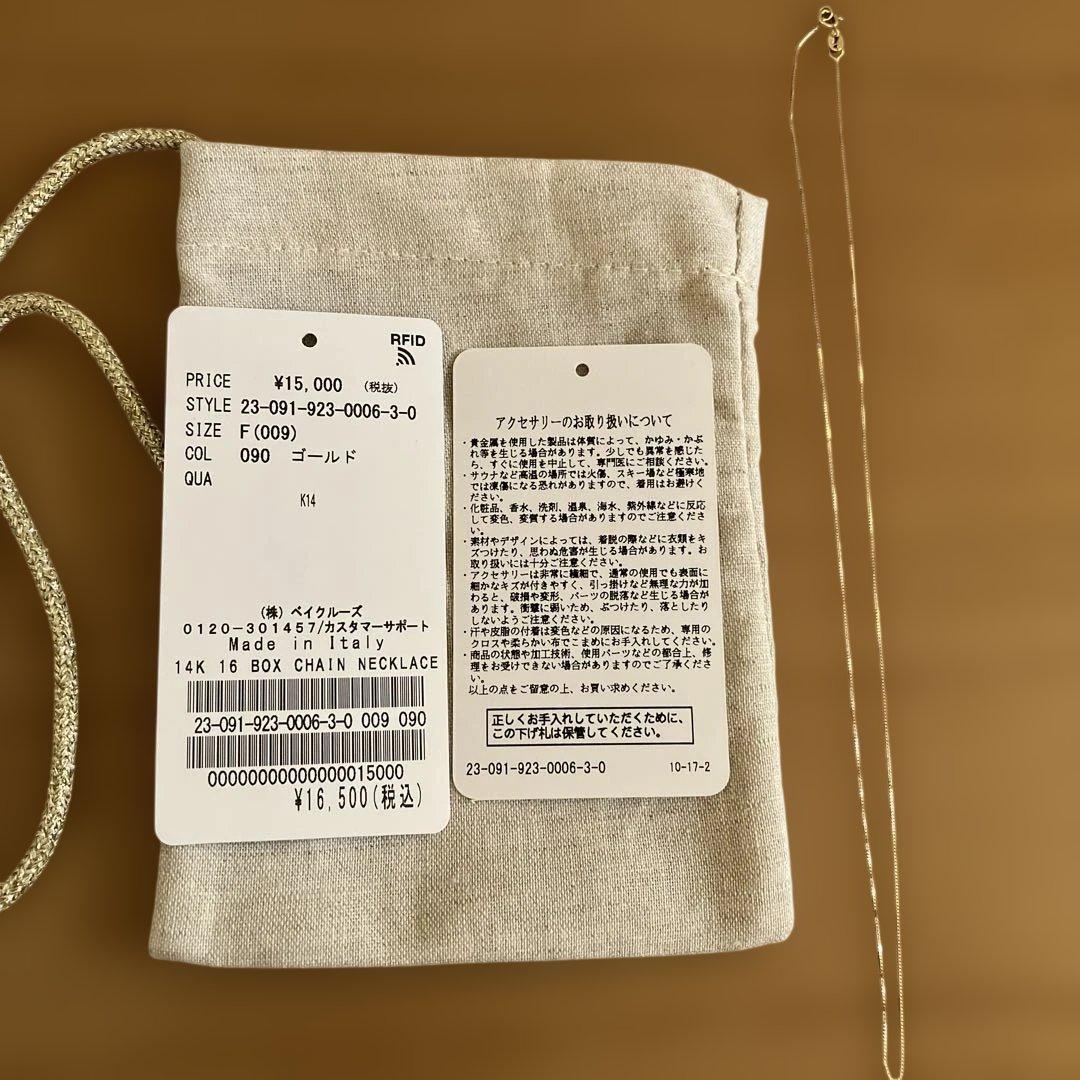 RFID
PRICE ¥15,000 (税抜)
STYLE 23-091-923-0006-3-0
SIZE F(009)
COL 090 ゴールド
QUA
K14
(株) ベイクルーズ
0120-301457/カスタマーサポート
Made in Italy
14K 16 BOX CHAIN NECKLACE
23-091-923-0006-3-0 009 090
0000000000000015000
¥16,500(税込)
アクセサリーのお取り扱いについて
・貴金属を使用した製品は体質によって、かゆみ・かぶ
れ等を生じる場合があります。少しでも異常を感じた
ら、すぐに使用を中止して、専門医にご相談ください。
・サウナなど高温の場所では火傷、スキー場など極寒地
では凍傷になる恐れがありますので、着用はお避けく
ださい。
・化粧品、香水、洗剤、温泉、海水、紫外線などに反応
して変色、変質する場合がありますのでご注意くださ
い。
・素材やデザインによっては、着脱の際などに衣類をキ
ズつけたり、思わぬ危害が生じる場合があります。お
取り扱いには十分ご注意ください。
・アクセサリーは非常に繊細で、通常の使用でも表面に
細かなキズが付きやすく、引っ掛けなど無理な力が加
わると、破損や変形、パーツの脱落など生じる場合が
あります。衝撃に弱いため、ぶつけたり、落としたり
しないようご注意ください。
・汗や皮脂の付着は変色などの原因になるため、専用の
クロスや柔らかい布でこまめにお手入れしてください。
・商品の状態や加工技術、使用パーツなどの都合上、修
理をお受けできない場合がありますのでご了承くださ
い。
以上の点をご留意の上、お買い求めください。
正しくお手入れしていただくために、
この下げ札は保管してください。
23-091-923-0006-3-0 10-17-2